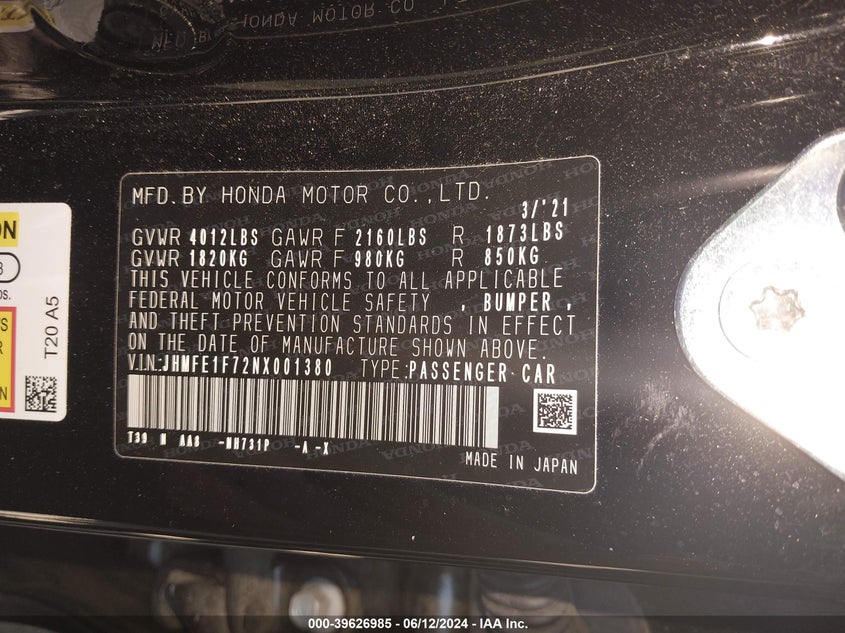 MFD.BY HONDA MOTOR CO.,LTD. 3/'21
GVWR 4012LBS GAWR F 2160LBS R 1873LBS
GVWR 1820KG GAWR F 980KG R 850KG
THIS VEHICLE CONFORMS TO ALL APPLICABLE
FEDERAL MOTOR VEHICLE SAFETY , BUMPER ,
AND THEFT PREVENTION STANDARDS IN EFFECT
ON THE DATE OF MANUFACTURE SHOWN ABOVE.
V.I.N.:JHMFE1F72NX001380 TYPE:PASSENGER CAR
T39 N AA8 -NH731P -A -X
MADE IN JAPAN
T20 A5
000-39626985 - 06/12/2024 - IAA Inc.